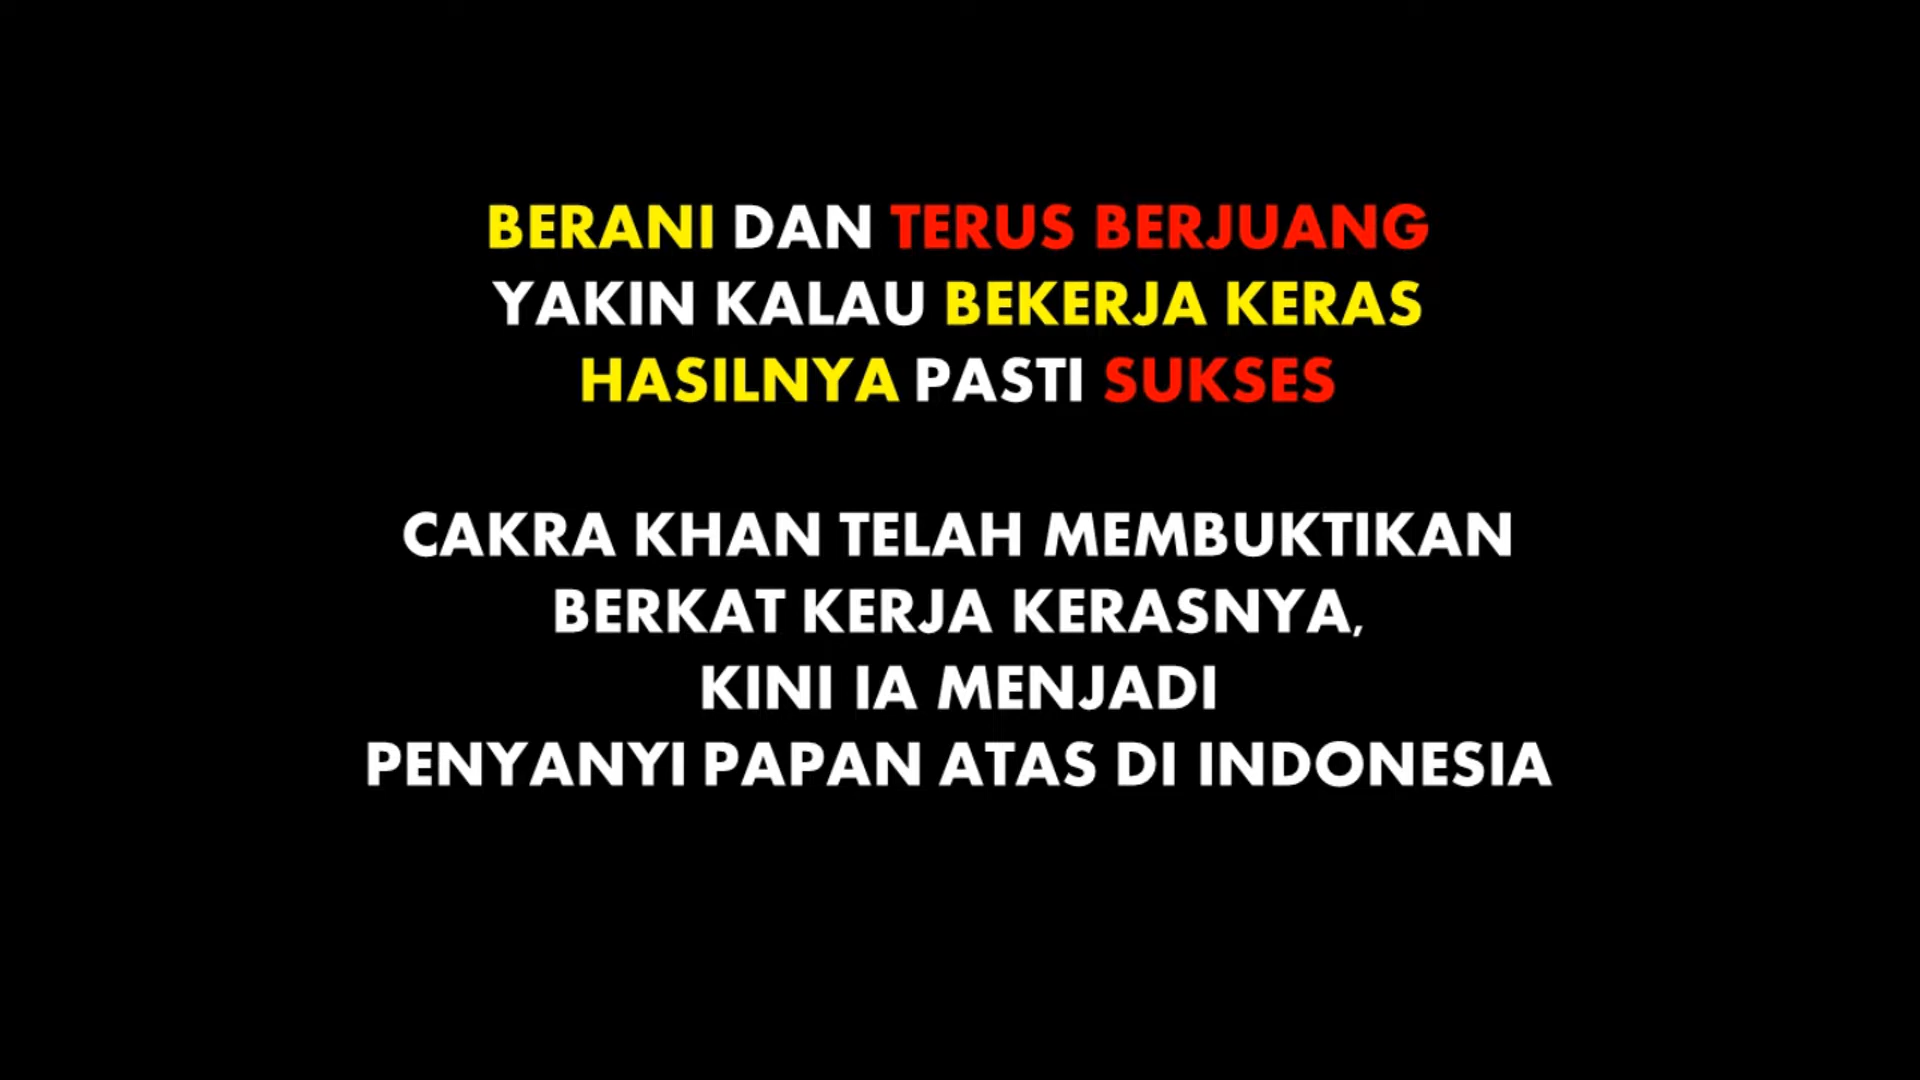 BERANI DAN TERUS BERJUANG
YAKIN KALAU BEKERJA KERAS
HASILNYA PASTI SUKSES
CAKRA KHAN TELAH MEMBUKTIKAN
BERKAT KERJA KERASNYA,
KINI IA MENJADI
PENYANYI PAPAN ATAS DI INDONESIA